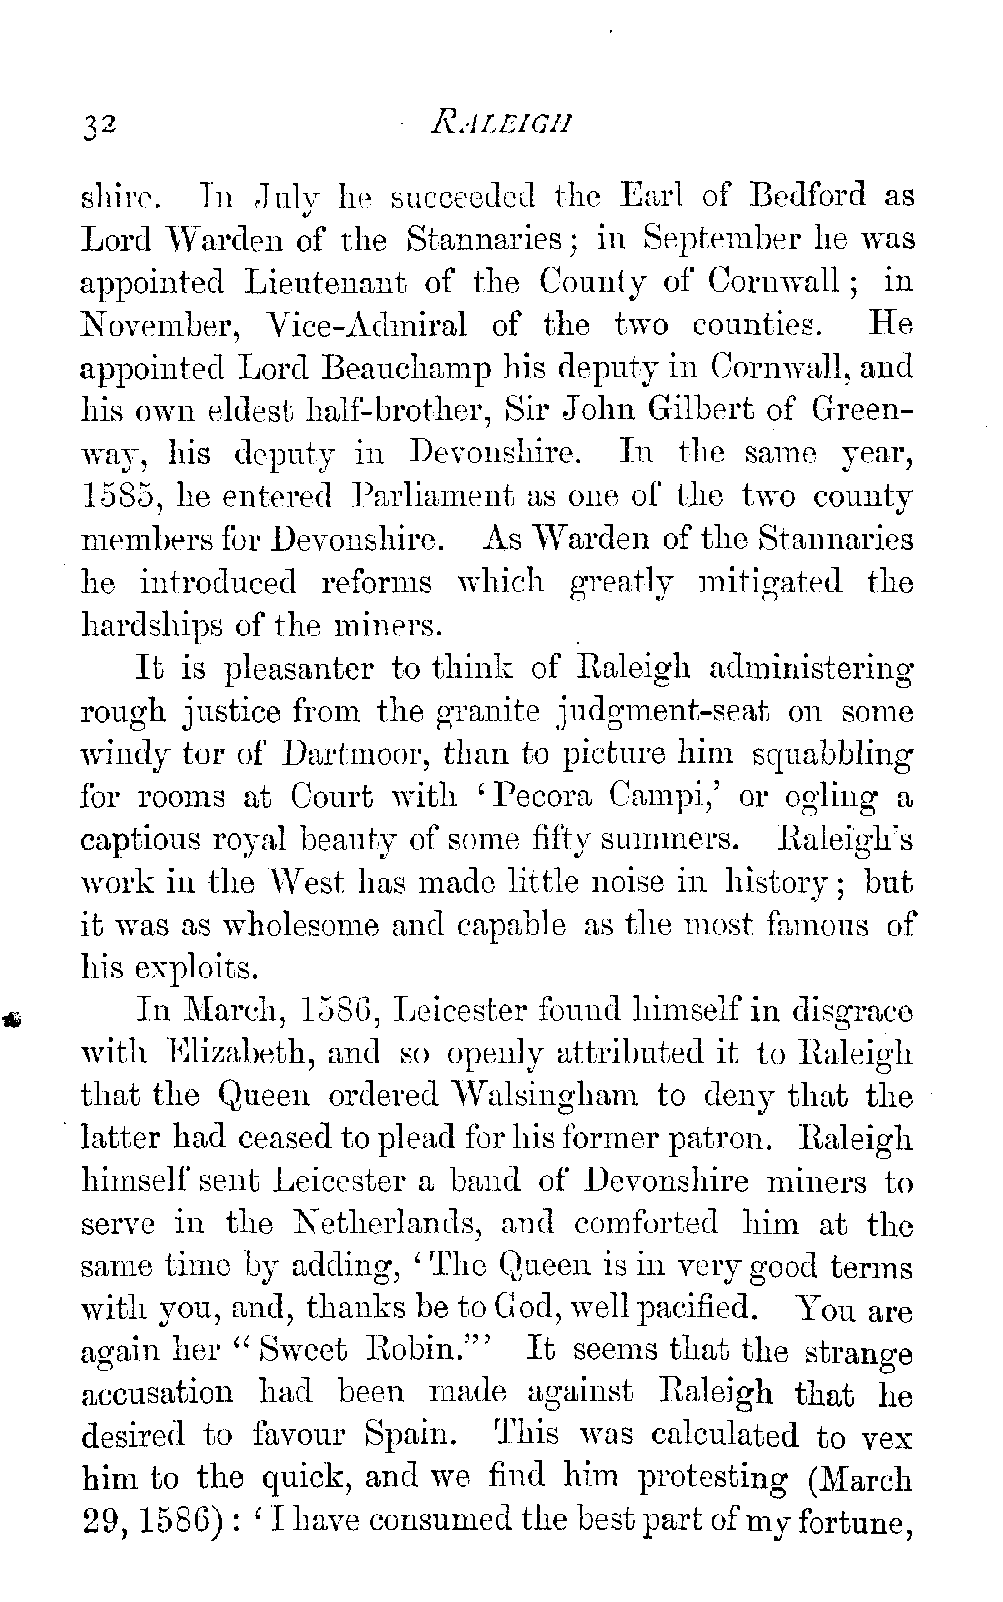 32 RALEIGH
shire. In July he succeeded the Earl of Bedford as
Lord Warden of the Stannaries; in September he was
appointed Lieutenant of the County of Cornwall; in
November, Vice-Admiral of the two counties. He
appointed Lord Beauchamp his deputy in Cornwall, and
his own eldest half-brother, Sir John Gilbert of Green-
way, his deputy in Devonshire. In the same year,
1585, he entered Parliament as one of the two county
members for Devonshire. As Warden of the Stannaries
he introduced reforms which greatly mitigated the
hardships of the miners.
It is pleasanter to think of Raleigh administering
rough justice from the granite judgment-seat on some
windy tor of Dartmoor, than to picture him squabbling
for rooms at Court with ‘Pecora Campi,’ or ogling a
captious royal beauty of some fifty summers. Raleigh's
work in the West has made little noise in history; but
it was as wholesome and capable as the most famous of
his exploits.
In March, 1586, Leicester found himself in disgrace
with Elizabeth, and so openly attributed it to Raleigh
that the Queen ordered Walsingham to deny that the
latter had ceased to plead for his former patron. Raleigh
himself sent Leicester a band of Devonshire miners to
serve in the Netherlands, and comforted him at the
same time by adding, ‘The Queen is in very good terms
with you, and, thanks be to God, well pacified. You are
again her “Sweet Robin.”’ It seems that the strange
accusation had been made against Raleigh that he
desired to favour Spain. This was calculated to vex
him to the quick, and we find him protesting (March
29, 1586): ‘I have consumed the best part of my fortune,